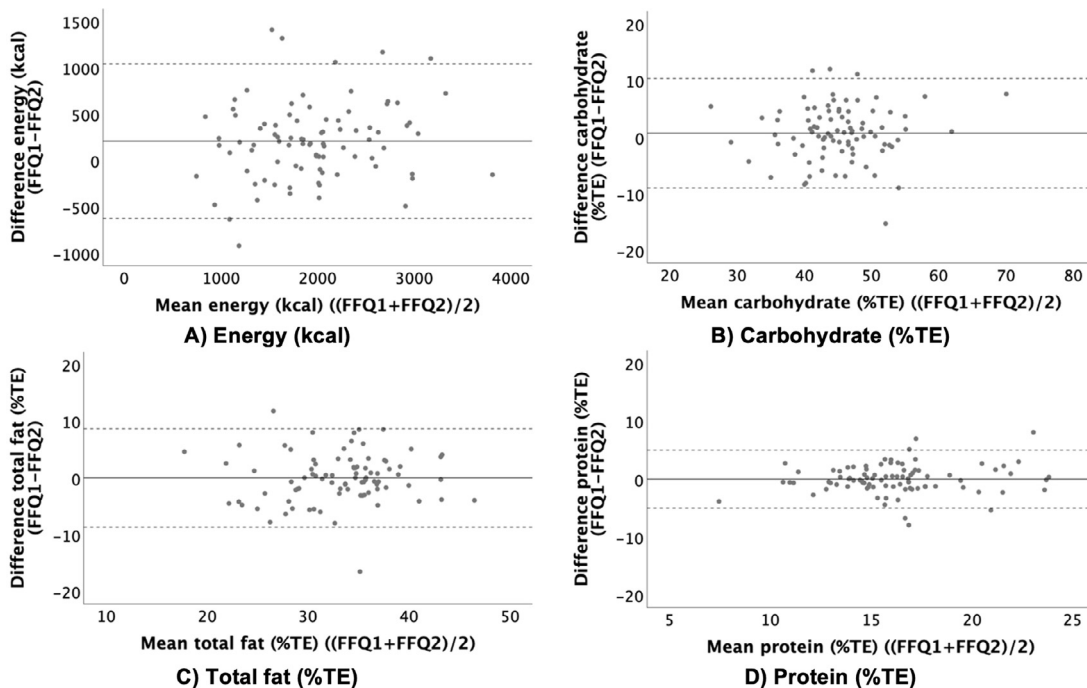 Difference energy (kcal)
(FFQ1−FFQ2)
1500
1000
500
0
−500
−1000
0 1000 2000 3000 4000
Mean energy (kcal) ((FFQ1+FFQ2)/2)
A) Energy (kcal)
Difference carbohydrate
(%TE) (FFQ1−FFQ2)
20
10
0
−10
−20
20 30 40 50 60 70 80
Mean carbohydrate (%TE) ((FFQ1+FFQ2)/2)
B) Carbohydrate (%TE)
Difference total fat (%TE)
(FFQ1−FFQ2)
20
10
0
−10
−20
10 20 30 40 50
Mean total fat (%TE) ((FFQ1+FFQ2)/2)
C) Total fat (%TE)
Difference protein (%TE)
(FFQ1−FFQ2)
20
10
0
−10
−20
5 10 15 20 25
Mean protein (%TE) ((FFQ1+FFQ2)/2)
D) Protein (%TE)